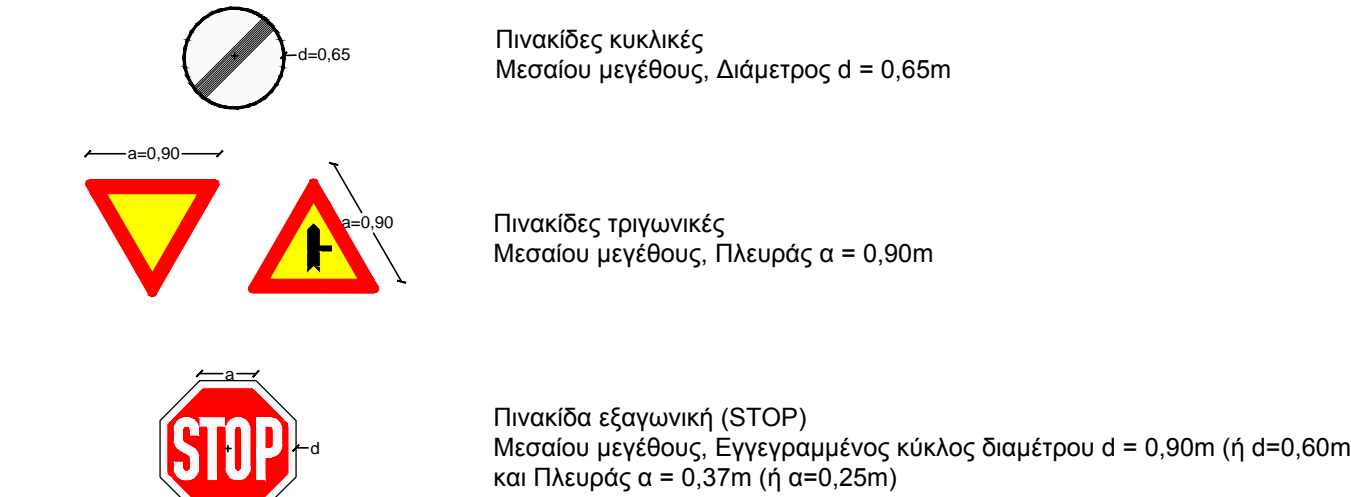 d=0,65
Πινακίδες κυκλικές
Μεσαίου μεγέθους, Διάμετρος d = 0,65m
a=0,90
a=0,90
Πινακίδες τριγωνικές
Μεσαίου μεγέθους, Πλευράς α = 0,90m
a
STOP
d
Πινακίδα εξαγωνική (STOP)
Μεσαίου μεγέθους, Εγγεγραμμένος κύκλος διαμέτρου d = 0,90m (ή d=0,60m
και Πλευράς α = 0,37m (ή α=0,25m)